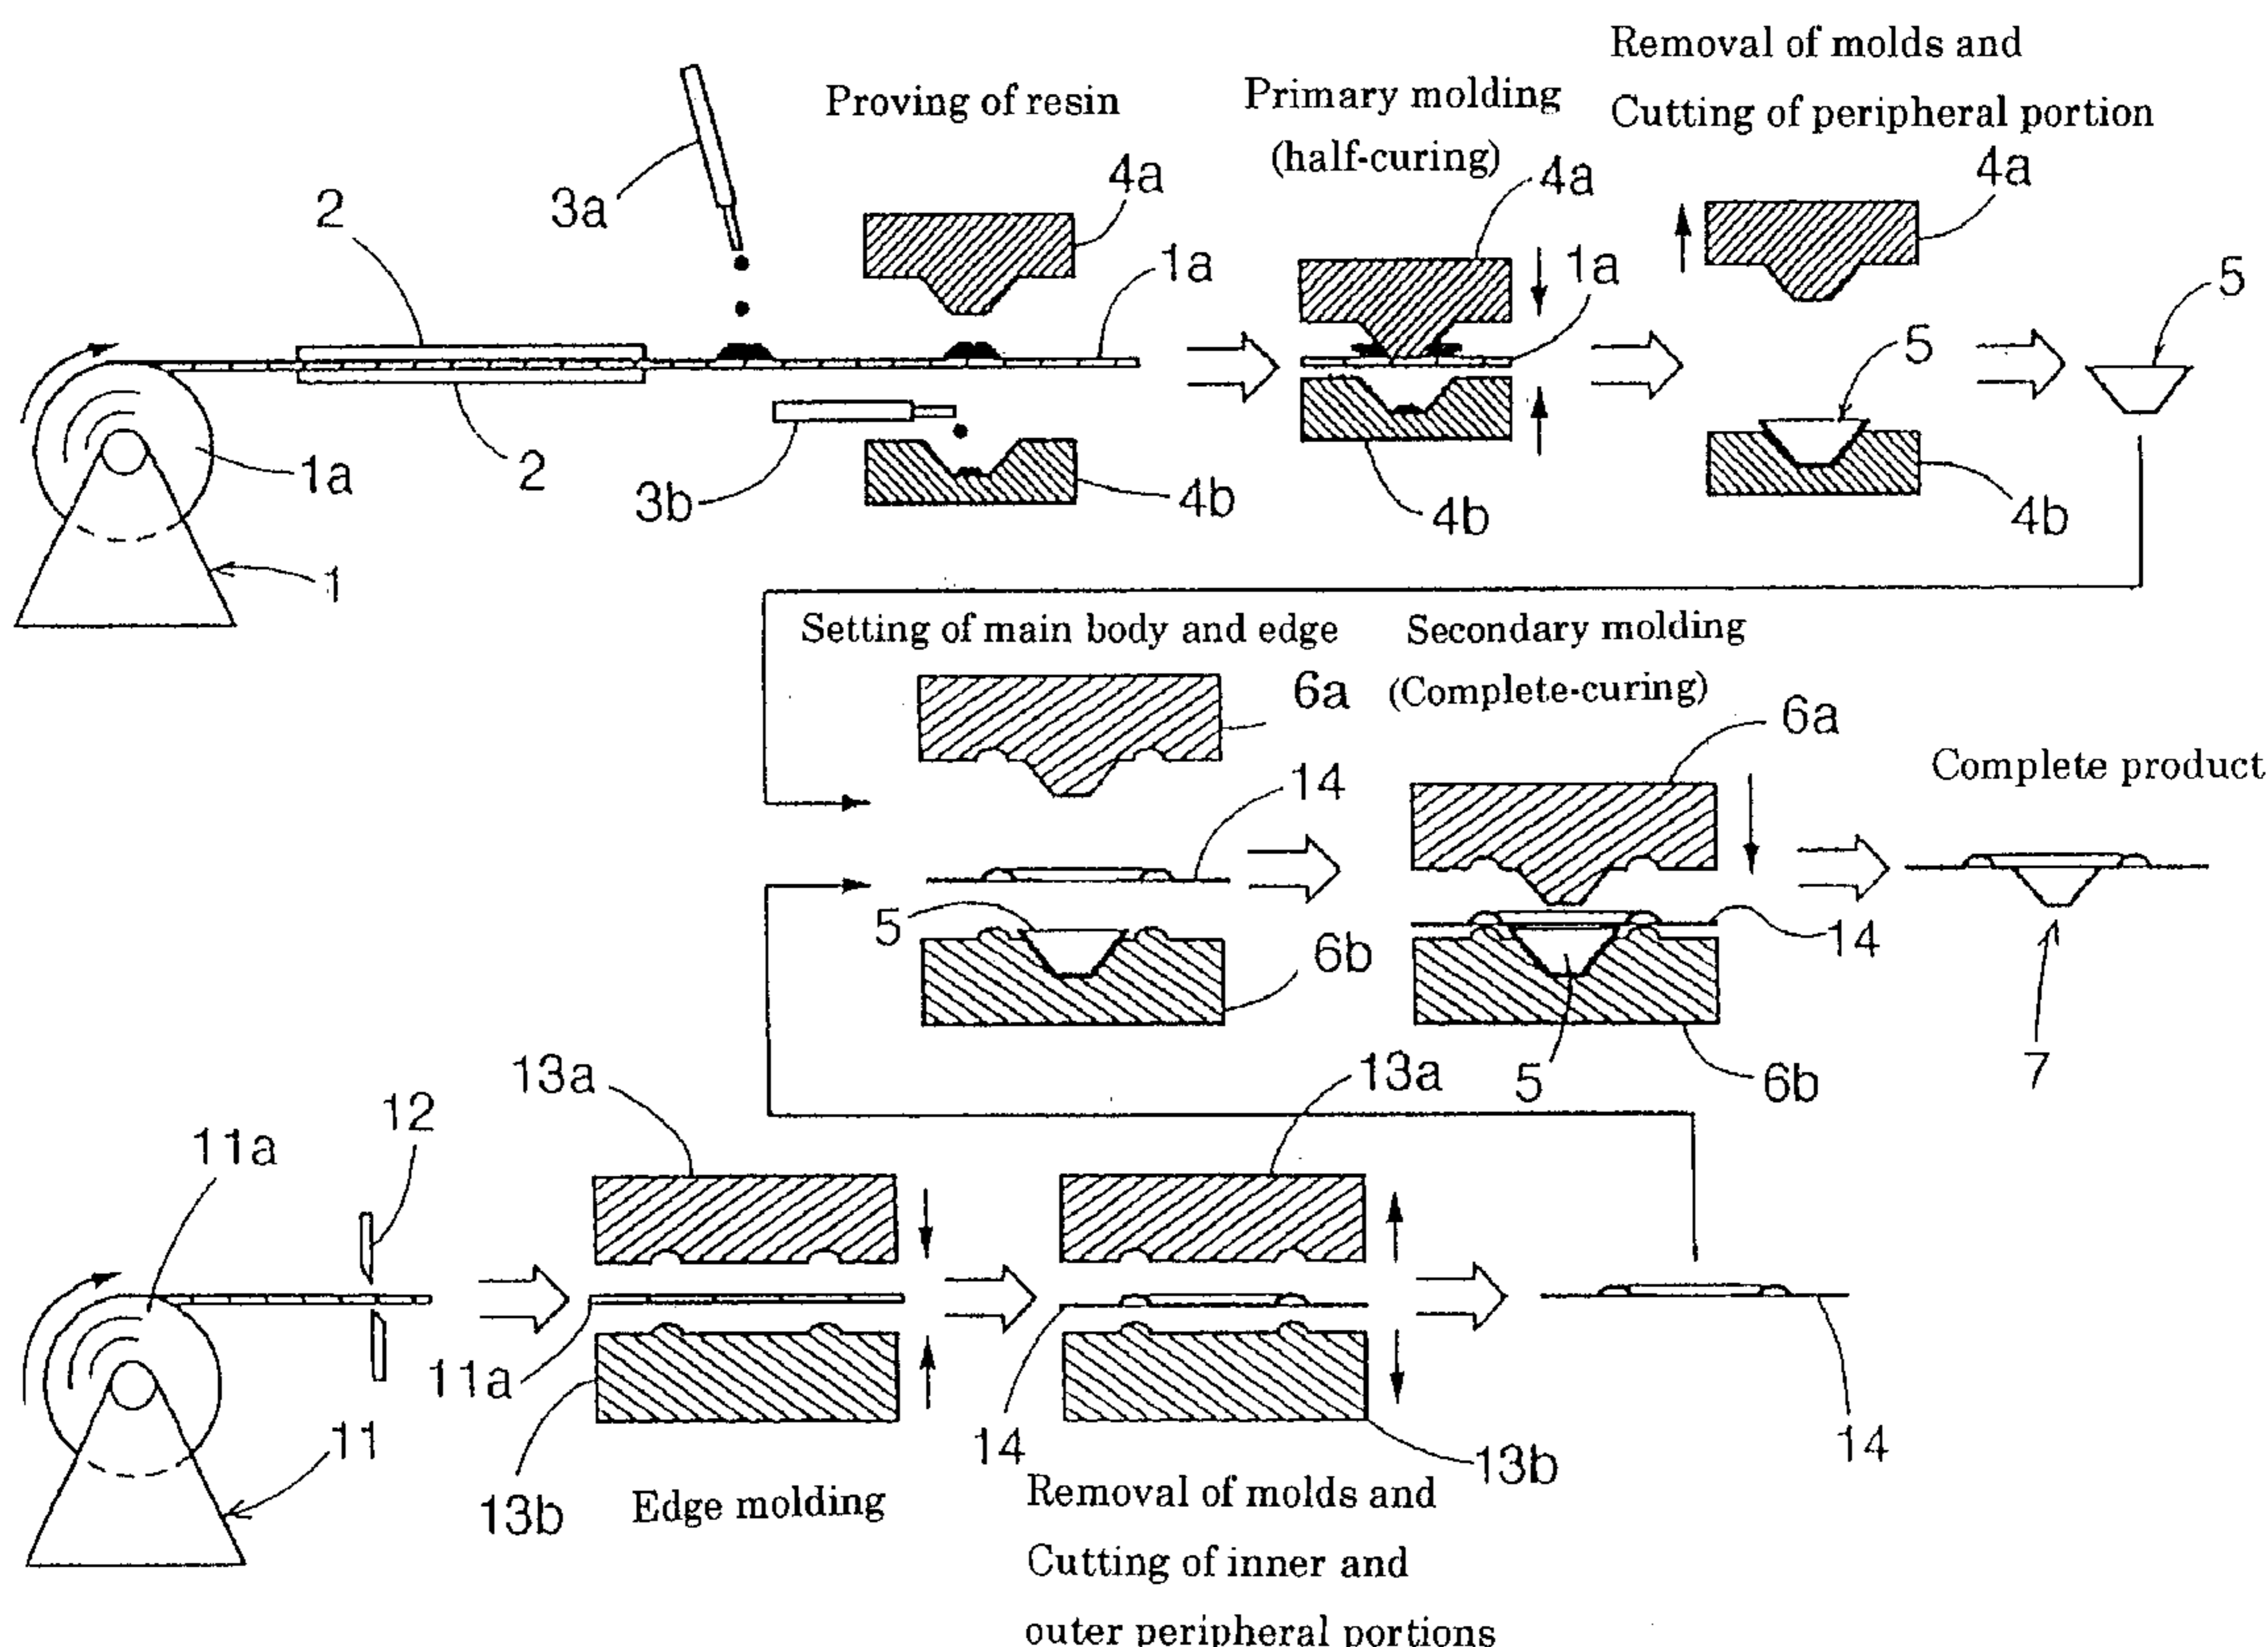 Removal of molds and
Cutting of peripheral portion
Primary molding
(half-curing)
Proving of resin
3a
2
4a
1a
4a
1a
4a
5
5
2
1a
3b
4b
4b
4b
1
Setting of main body and edge
Secondary molding
(Complete-curing)
6a
6a
Complete product
14
5
6b
14
5
6b
7
13a
13a
12
11a
11a
11
13b
14
13b
14
Edge molding
Removal of molds and
Cutting of inner and
outer peripheral portions